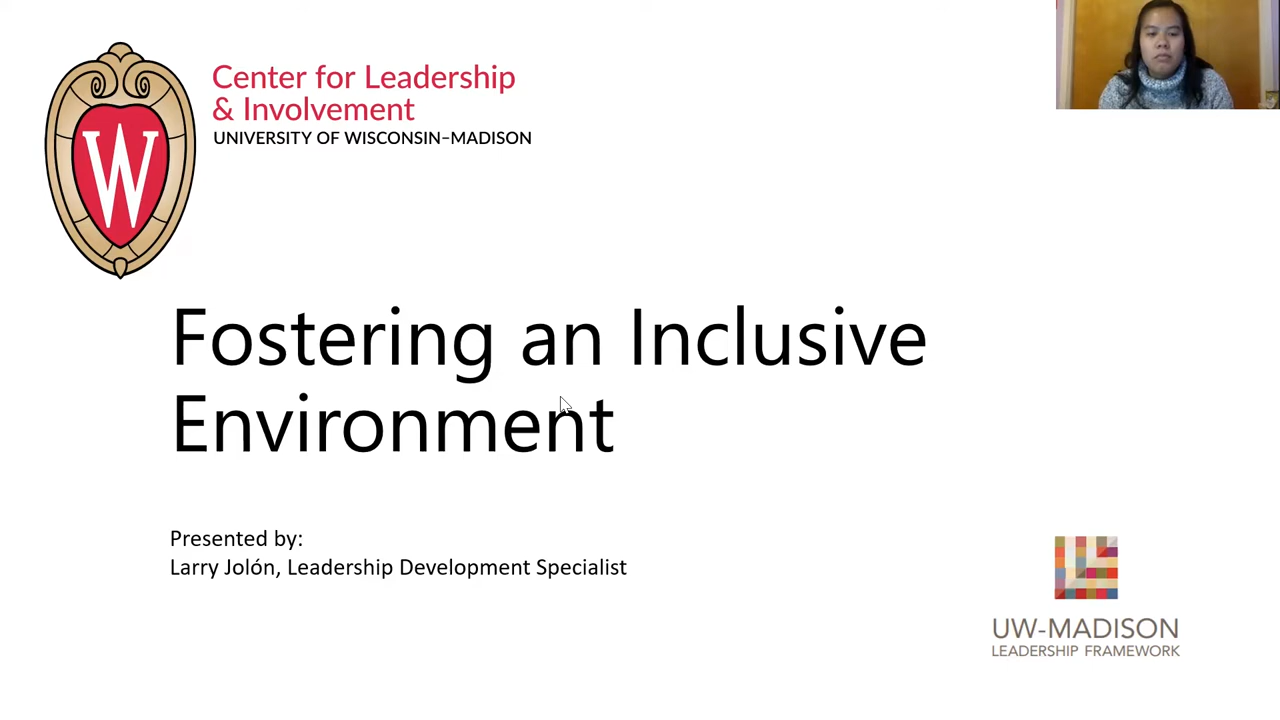 W
Center for Leadership
& Involvement
UNIVERSITY OF WISCONSIN–MADISON
Fostering an Inclusive
Environment
Presented by:
Larry Jolón, Leadership Development Specialist
UW-MADISON
LEADERSHIP FRAMEWORK